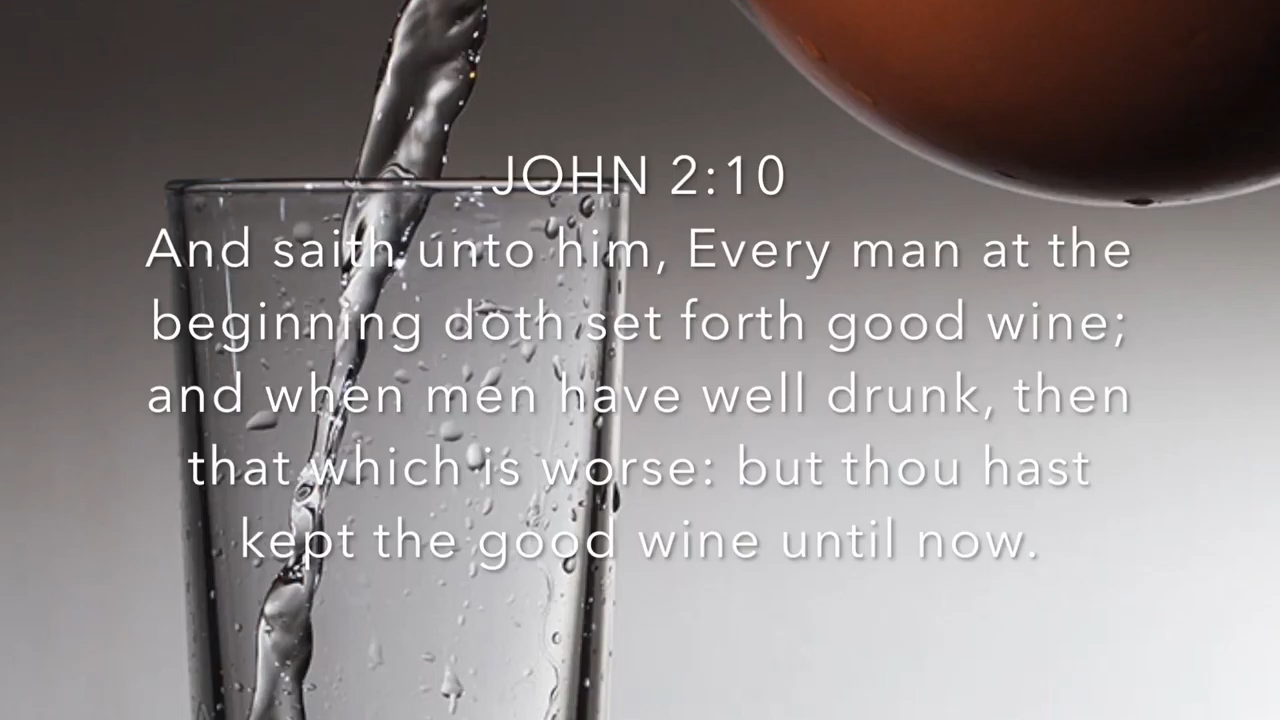 JOHN 2:10
And saith unto him, Every man at the
beginning doth set forth good wine;
and when men have well drunk, then
that which is worse: but thou hast
kept the good wine until now.